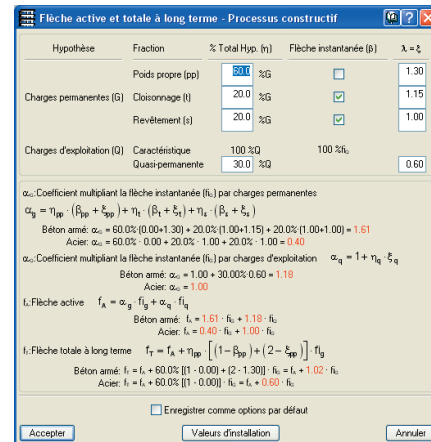 Flèche active et totale à long terme - Processus constructif
Hypothèse Fraction % Total Hyp. (η) Flèche instantanée (β) λ = ξ
Poids propre (pp) 60.0 %G 1.30
Charges permanentes (G) Cloisonnage (t) 20.0 %G 1.15
Revêtement (s) 20.0 %G 1.00
Charges d'exploitation (Q) Caractéristique 100 %Q 100 %fiq
Quasi-permanente 30.0 %Q 0.60
αG:Coefficient multipliant la flèche instantanée (fiG) par charges permanentes
αg = ηpp · (βpp + ξpp) + ηt · (βt + ξt) + ηs · (βs + ξs)
Béton armé: αG = 60.0%·(0.00+1.30) + 20.0%·(1.00+1.15) + 20.0%·(1.00+1.00) = 1.61
Acier: αG = 60.0% · 0.00 + 20.0% · 1.00 + 20.0% · 1.00 = 0.40
αG:Coefficient multipliant la flèche instantanée (fiG) par charges d'exploitation αq = 1 + ηq · ξq
Béton armé: αG = 1.00 + 30.00%·0.60 = 1.18
Acier: αG = 1.00
fA:Flèche active fA = αg · fig + αq · fiq
Béton armé: fA = 1.61 · fiG + 1.18 · fiG
Acier: fA = 0.40 · fiG + 1.00 · fiG
fT:Flèche totale à long terme fT = fA + ηpp · [(1 - βpp) + (2 - ξpp)] · fig
Béton armé: fT = fA + 60.0% [(1 - 0.00) + (2 - 1.30)] · fiG = fA + 1.02 · fiG
Acier: fT = fA + 60.0% [(1 - 0.00)] · fiG = fA + 0.60 · fiG
Enregistrer comme options par défaut
Accepter Valeurs d'installation Annuler